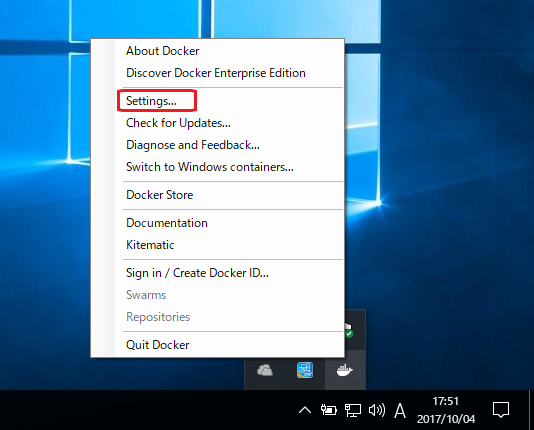 About Docker
Discover Docker Enterprise Edition
Settings...
Check for Updates...
Diagnose and Feedback...
Switch to Windows containers...
Docker Store
Documentation
Kitematic
Sign in / Create Docker ID...
Swarms
Repositories
Quit Docker
A
17:51
2017/10/04